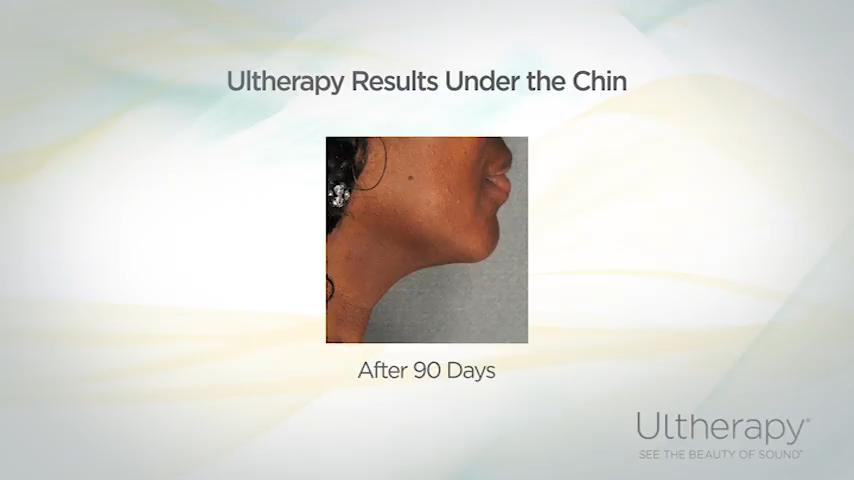 Ultherapy Results Under the Chin
After 90 Days
Ultherapy®
SEE THE BEAUTY OF SOUND™